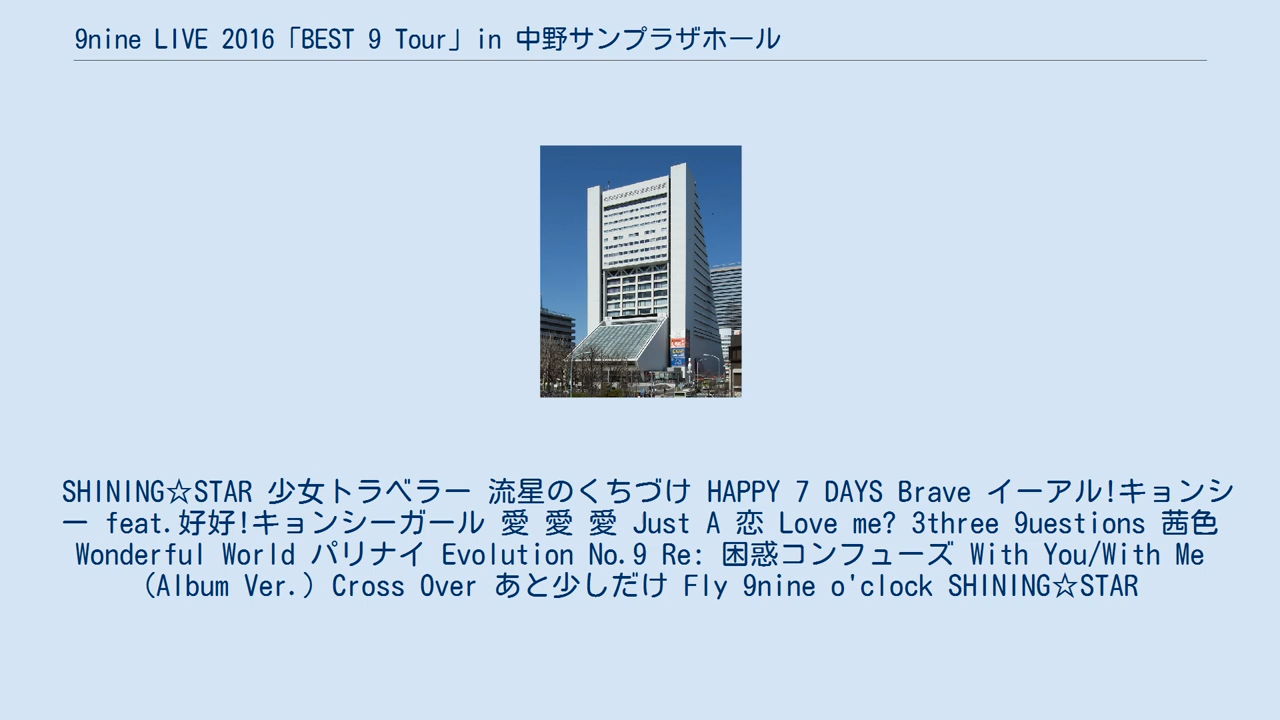 9nine LIVE 2016「BEST 9 Tour」in 中野サンプラザホール
SHINING☆STAR 少女トラベラー 流星のくちづけ HAPPY 7 DAYS Brave イーアル!キョンシ
ー feat.好好!キョンシーガール 愛 愛 愛 Just A 恋 Love me? 3three 9uestions 茜色
Wonderful World パリナイ Evolution No.9 Re: 困惑コンフューズ With You/With Me
（Album Ver.）Cross Over あと少しだけ Fly 9nine o'clock SHINING☆STAR